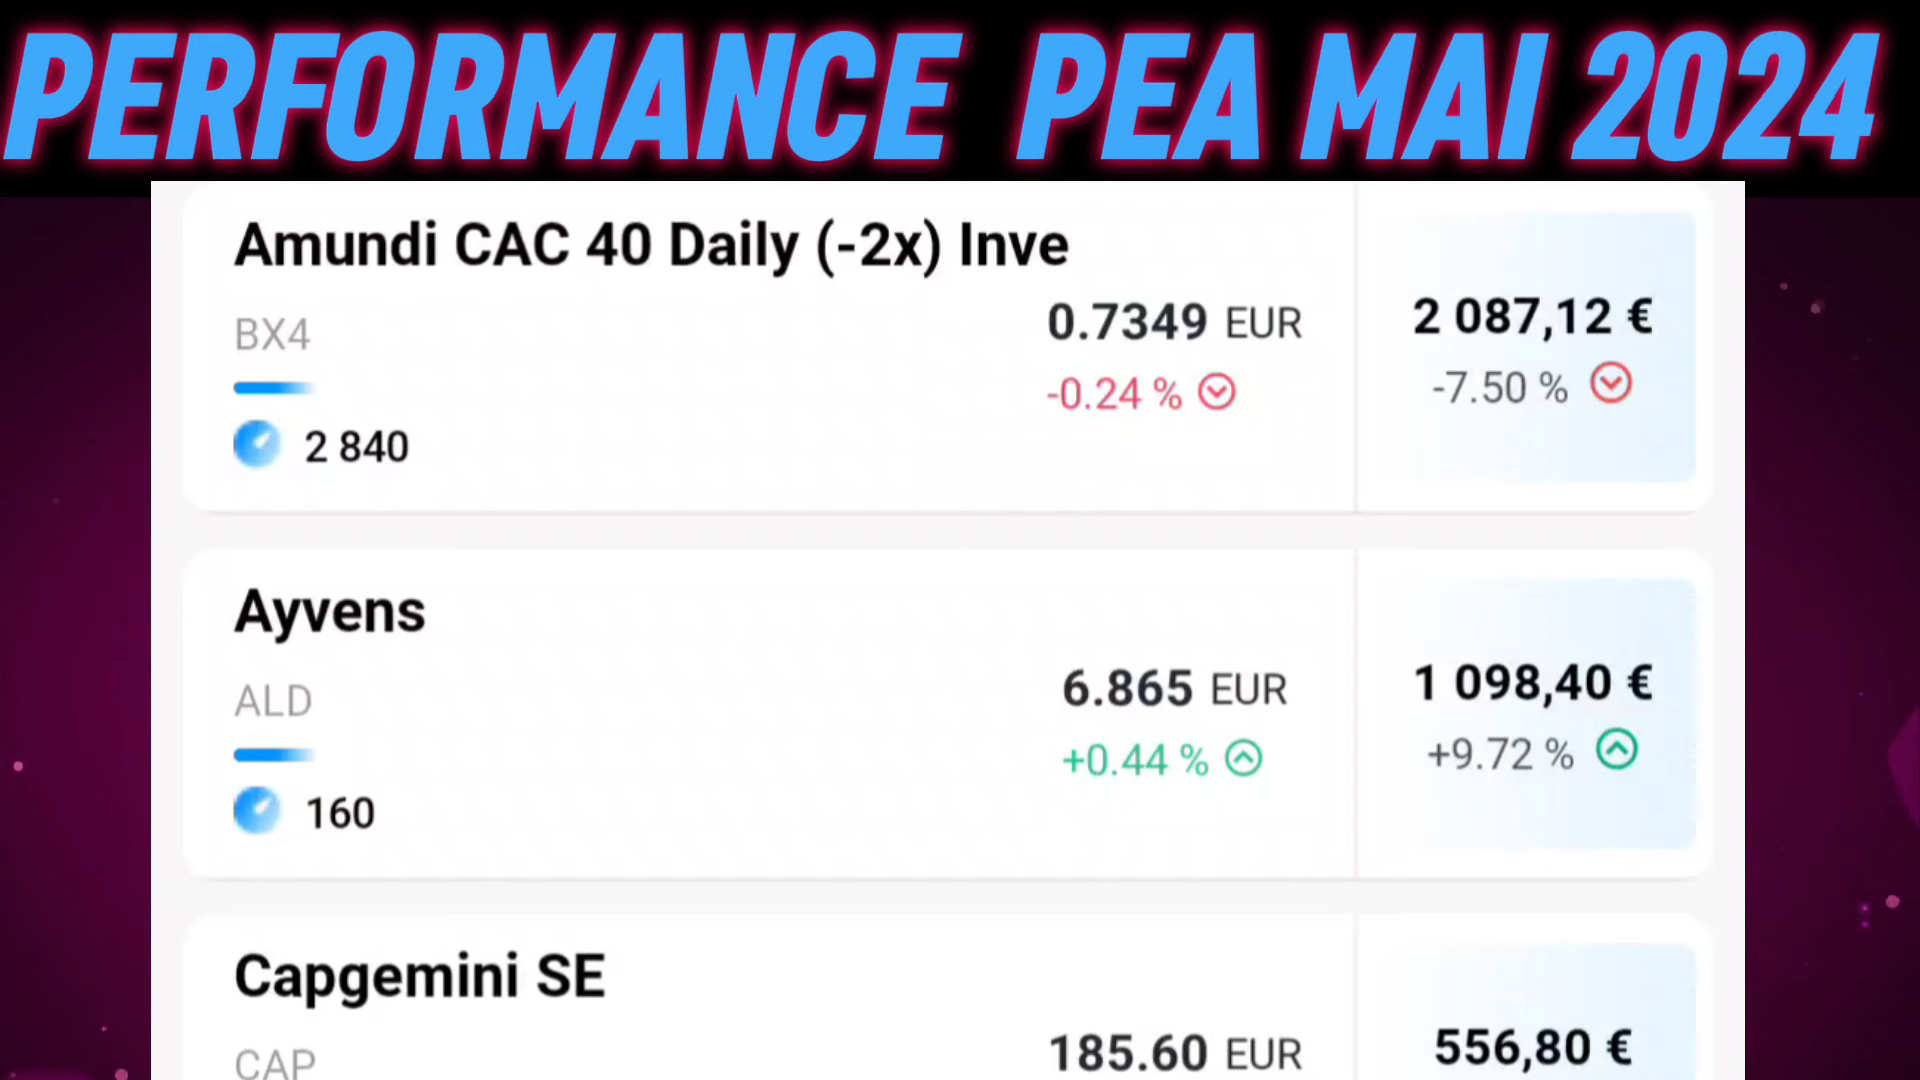 PERFORMANCE PEA MAI 2024
Amundi CAC 40 Daily (-2x) Inve
BX4
0.7349 EUR
-0.24 %
2 087,12 €
-7.50 %
2 840
Ayvens
ALD
6.865 EUR
+0.44 %
1 098,40 €
+9.72 %
160
Capgemini SE
CAP
185.60 EUR
556,80 €